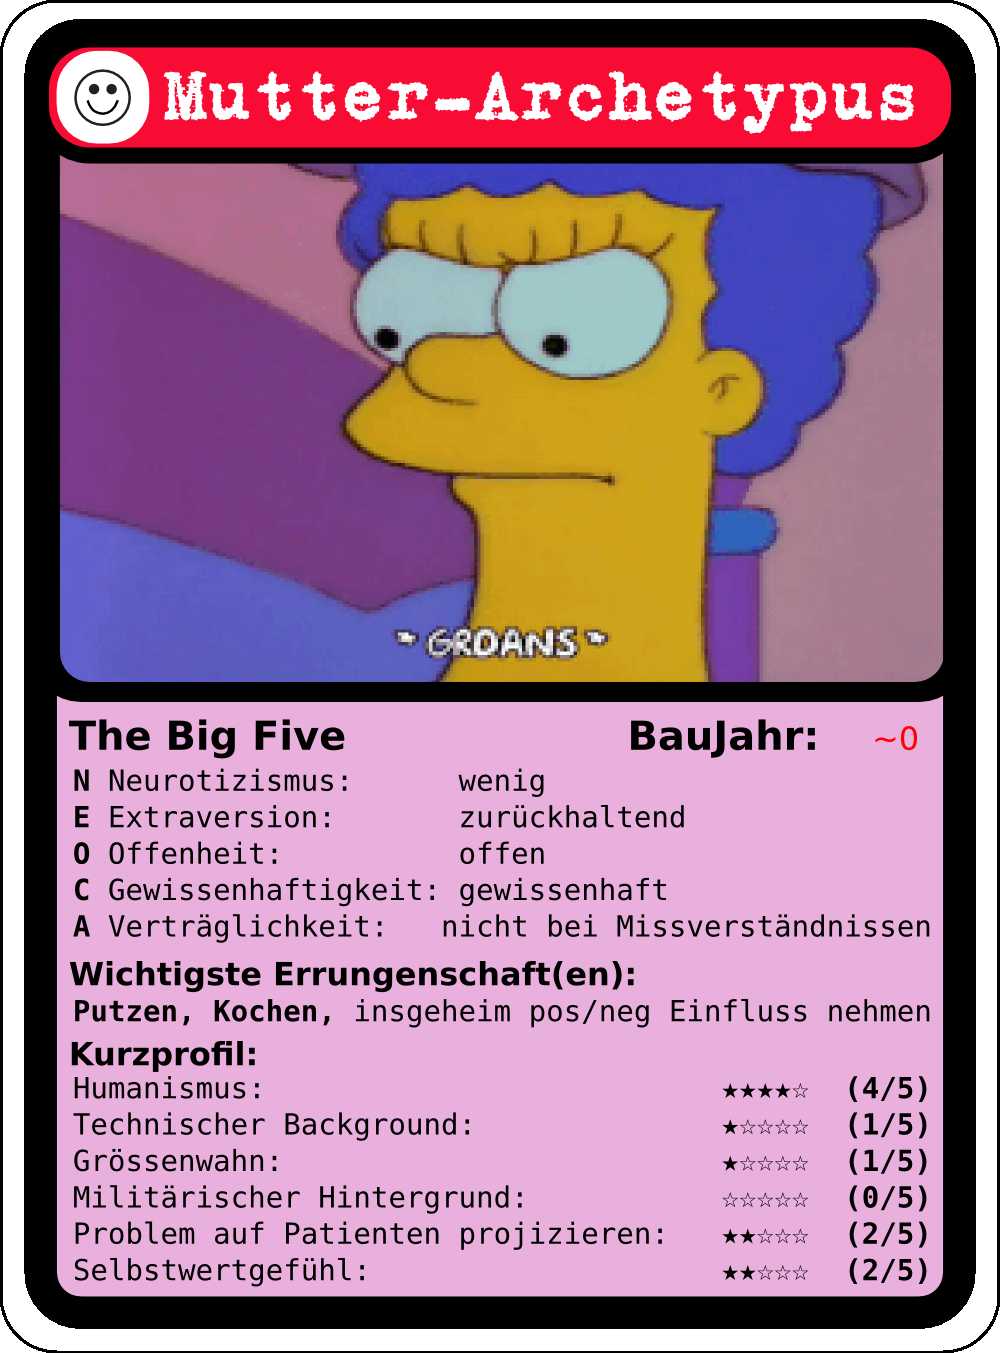 Mutter-Archetypus
~ GROANS ~
The Big Five BauJahr: ~0
N Neurotizismus: wenig
E Extraversion: zurückhaltend
O Offenheit: offen
C Gewissenhaftigkeit: gewissenhaft
A Verträglichkeit: nicht bei Missverständnissen
Wichtigste Errungenschaft(en):
Putzen, Kochen, insgeheim pos/neg Einfluss nehmen
Kurzprofil:
Humanismus: ★★★★☆ (4/5)
Technischer Background: ★☆☆☆☆ (1/5)
Grössenwahn: ★☆☆☆☆ (1/5)
Militärischer Hintergrund: ☆☆☆☆☆ (0/5)
Problem auf Patienten projizieren: ★★☆☆☆ (2/5)
Selbstwertgefühl: ★★☆☆☆ (2/5)